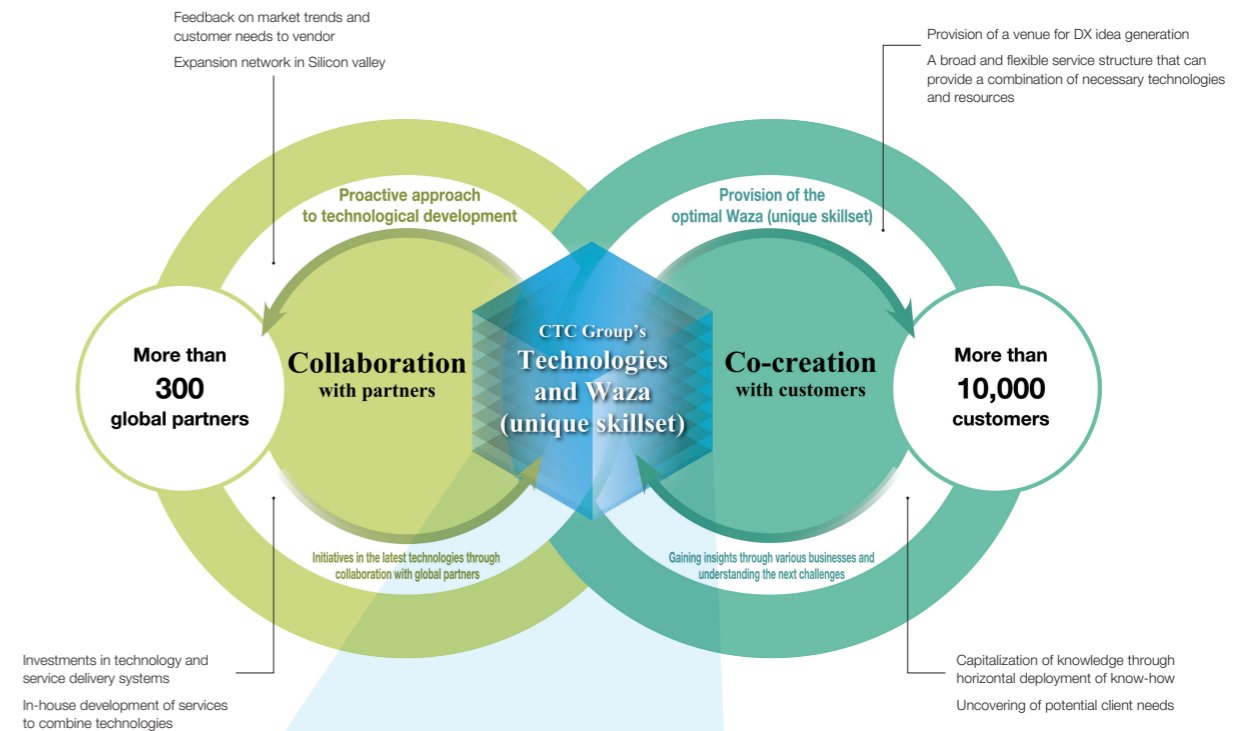 Feedback on market trends and
customer needs to vendor
Expansion network in Silicon valley
Provision of a venue for DX idea generation
A broad and flexible service structure that can
provide a combination of necessary technologies
and resources
Proactive approach
to technological development
Provision of the
optimal Waza (unique skillset)
More than
300
global partners
Collaboration
with partners
CTC Group's
Technologies
and Waza
(unique skillset)
Co-creation
with customers
More than
10,000
customers
Initiatives in the latest technologies through
collaboration with global partners
Gaining insights through various businesses and
understanding the next challenges
Investments in technology and
service delivery systems
In-house development of services
to combine technologies
Capitalization of knowledge through
horizontal deployment of know-how
Uncovering of potential client needs